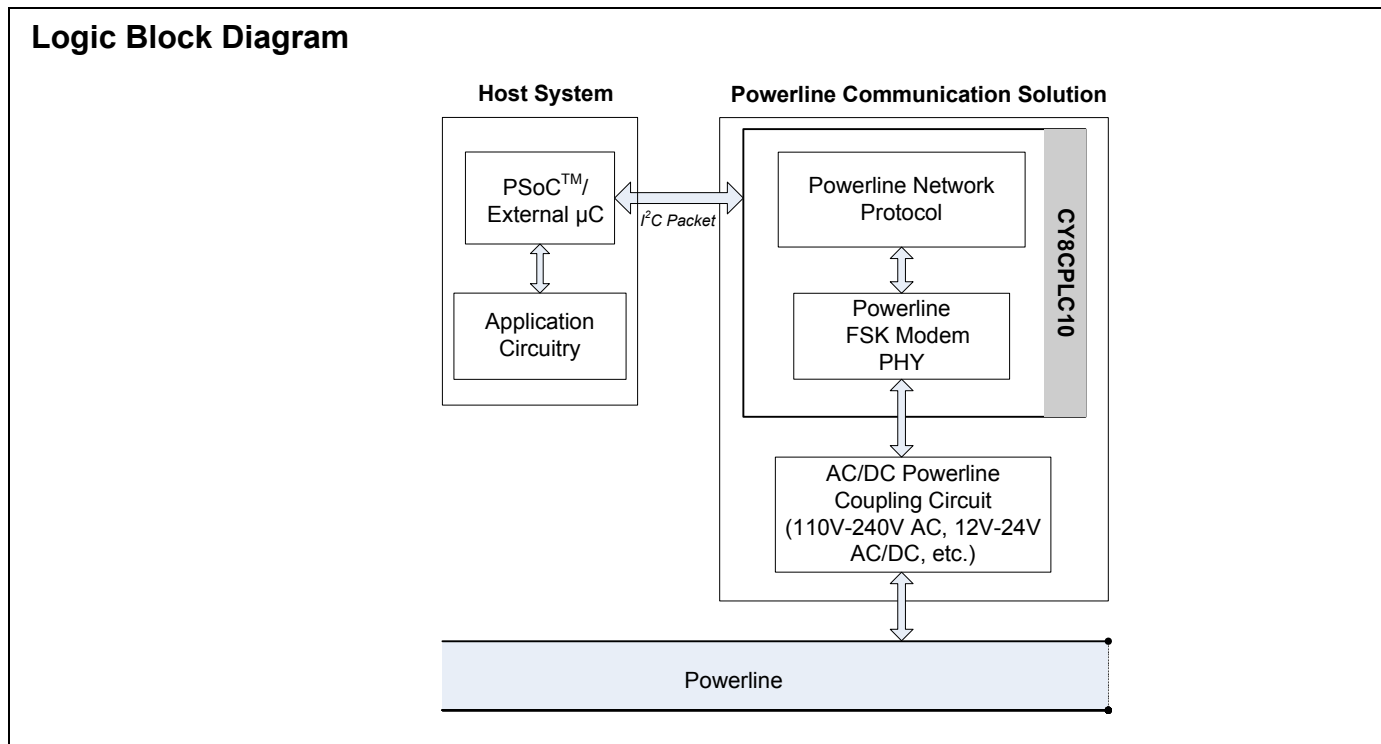 Logic Block Diagram
Host System
Powerline Communication Solution
PSoC™/
External µC
I²C Packet
Application
Circuitry
Powerline Network
Protocol
Powerline
FSK Modem
PHY
CY8CPLC10
AC/DC Powerline
Coupling Circuit
(110V-240V AC, 12V-24V
AC/DC, etc.)
Powerline